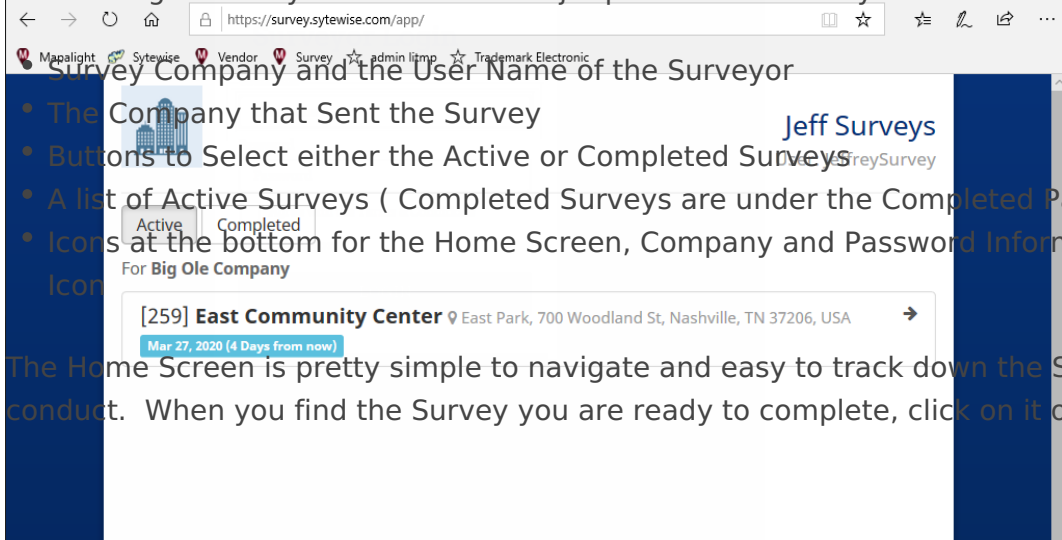 https://survey.sytewise.com/app/
Mapalight Sytewise Vendor Survey admin litmp Trademark Electronic
Survey Company and the User Name of the Surveyor
• The Company that Sent the Survey
Jeff Surveys
• Buttons to Select either the Active or Completed Surveys
JeffreySurvey
• A list of Active Surveys ( Completed Surveys are under the Completed
Active Completed
• Icons at the bottom for the Home Screen, Company and Password
For Big Ole Company
Icon
[259] East Community Center East Park, 700 Woodland St, Nashville, TN 37206, USA
Mar 27, 2020 (4 Days from now)
The Home Screen is pretty simple to navigate and easy to track down the
conduct. When you find the Survey you are ready to complete, click on it